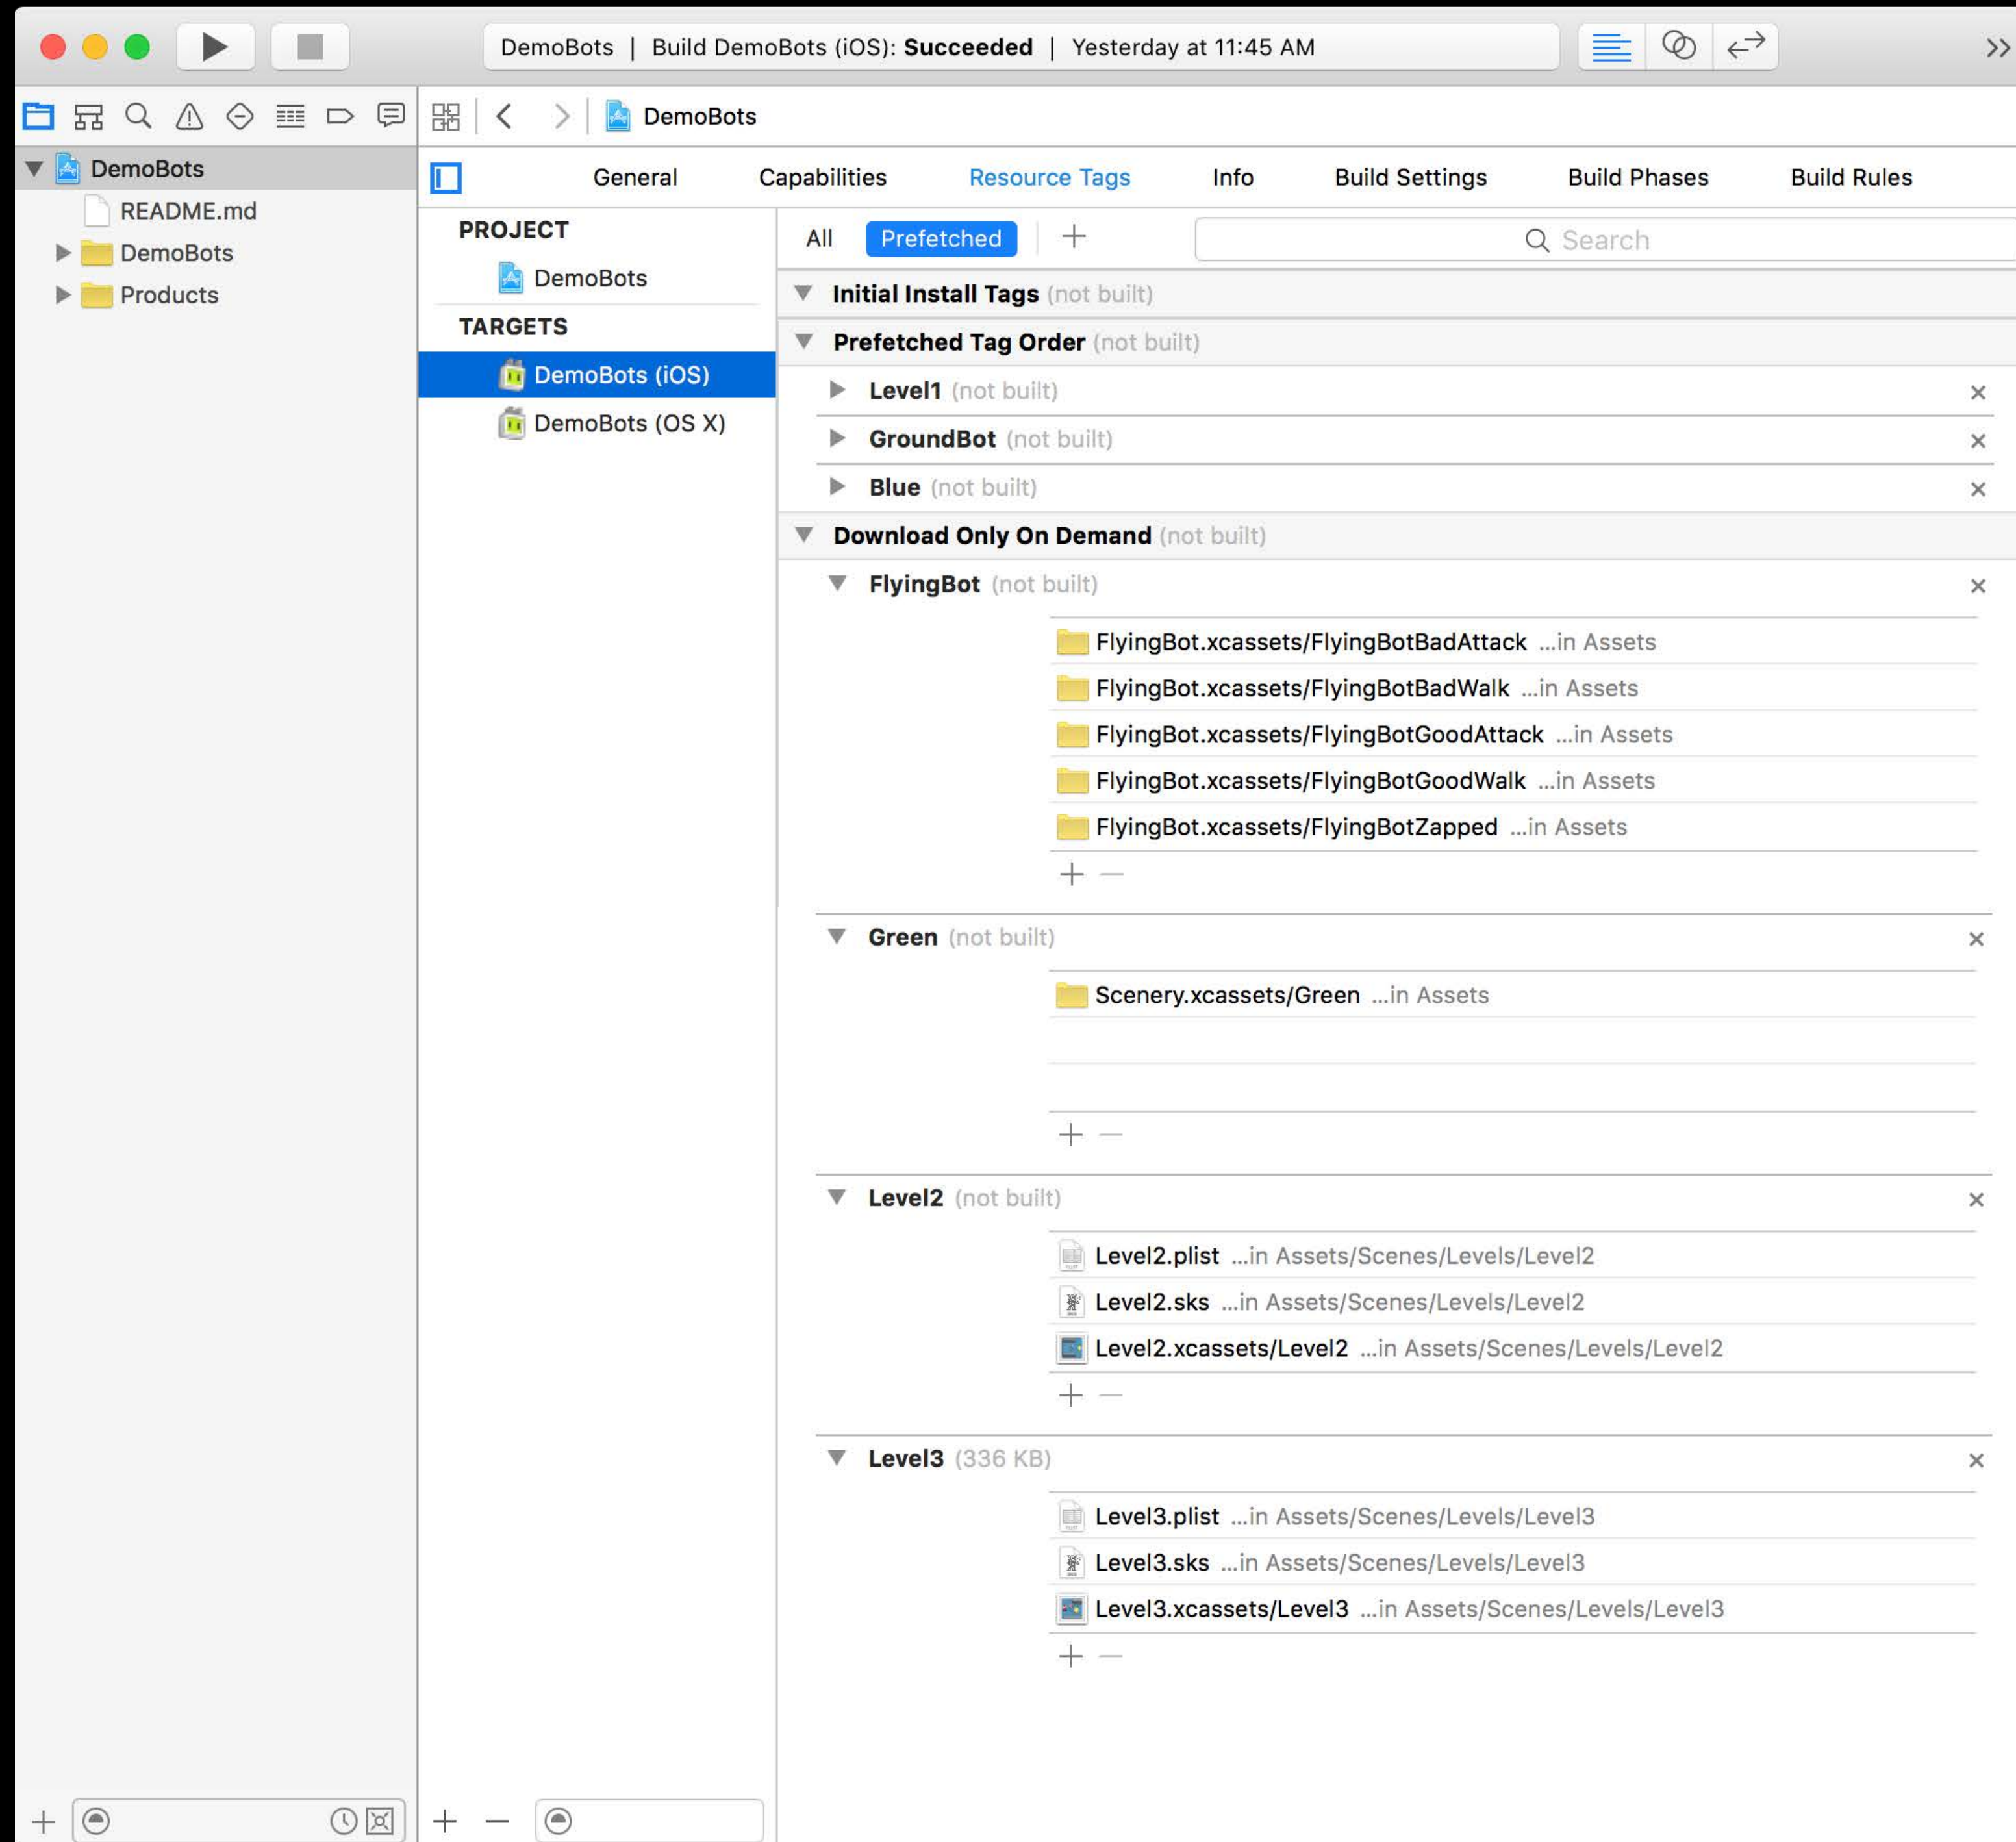 DemoBots | Build DemoBots (iOS): Succeeded | Yesterday at 11:45 AM
DemoBots
DemoBots
README.md
DemoBots
Products
General Capabilities Resource Tags Info Build Settings Build Phases Build Rules
PROJECT
DemoBots
TARGETS
DemoBots (iOS)
DemoBots (OS X)
All Prefetched Search
Initial Install Tags (not built)
Prefetched Tag Order (not built)
Level1 (not built)
GroundBot (not built)
Blue (not built)
Download Only On Demand (not built)
FlyingBot (not built)
FlyingBot.xcassets/FlyingBotBadAttack ...in Assets
FlyingBot.xcassets/FlyingBotBadWalk ...in Assets
FlyingBot.xcassets/FlyingBotGoodAttack ...in Assets
FlyingBot.xcassets/FlyingBotGoodWalk ...in Assets
FlyingBot.xcassets/FlyingBotZapped ...in Assets
Green (not built)
Scenery.xcassets/Green ...in Assets
Level2 (not built)
Level2.plist ...in Assets/Scenes/Levels/Level2
Level2.sks ...in Assets/Scenes/Levels/Level2
Level2.xcassets/Level2 ...in Assets/Scenes/Levels/Level2
Level3 (336 KB)
Level3.plist ...in Assets/Scenes/Levels/Level3
Level3.sks ...in Assets/Scenes/Levels/Level3
Level3.xcassets/Level3 ...in Assets/Scenes/Levels/Level3